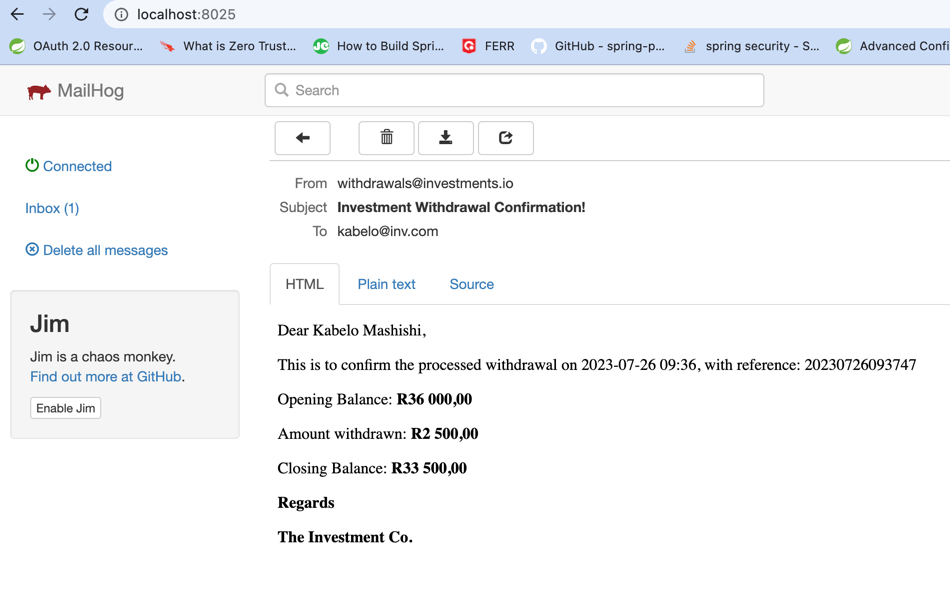 localhost:8025
OAuth 2.0 Resour... What is Zero Trust... How to Build Spri... FERR GitHub - spring-p... spring security - S... Advanced Confi
MailHog
Search
Connected
Inbox (1)
Delete all messages
Jim
Jim is a chaos monkey.
Find out more at GitHub.
Enable Jim
From withdrawals@investments.io
Subject Investment Withdrawal Confirmation!
To kabelo@inv.com
HTML Plain text Source
Dear Kabelo Mashishi,
This is to confirm the processed withdrawal on 2023-07-26 09:36, with reference: 20230726093747
Opening Balance: R36 000,00
Amount withdrawn: R2 500,00
Closing Balance: R33 500,00
Regards
The Investment Co.